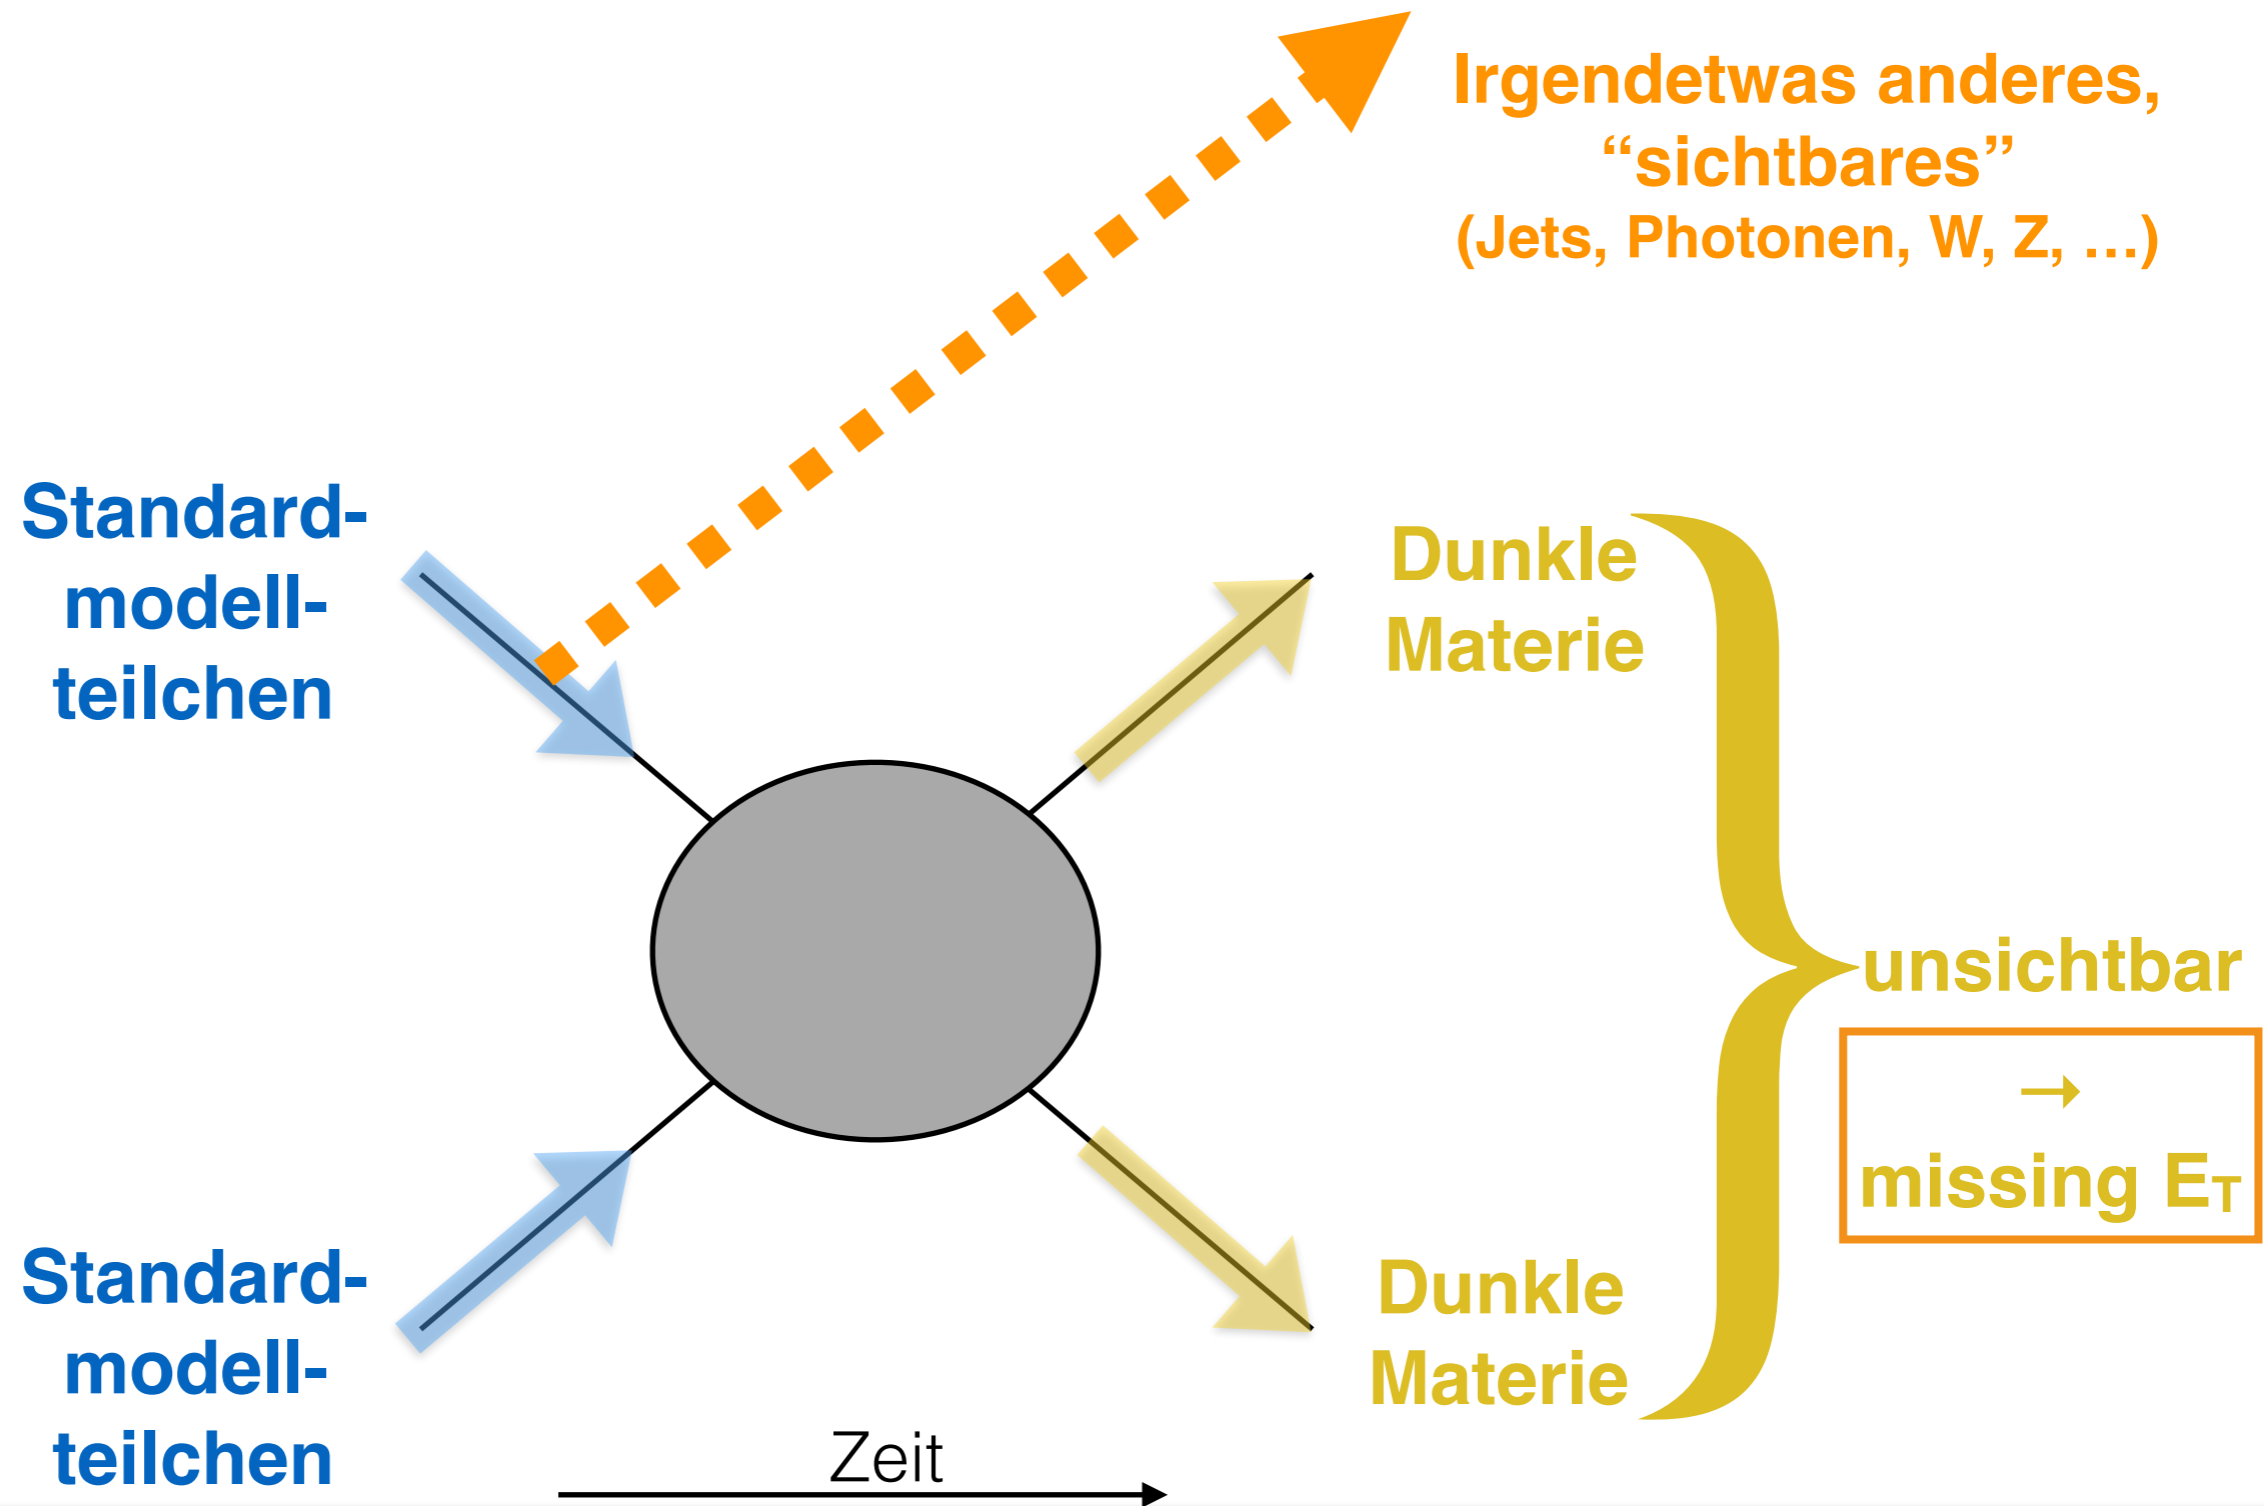 Irgendetwas anderes,
“sichtbares”
(Jets, Photonen, W, Z, ...)
Standard-
modell-
teilchen
Dunkle
Materie
unsichtbar
→
missing ET
Standard-
modell-
teilchen
Dunkle
Materie
Zeit